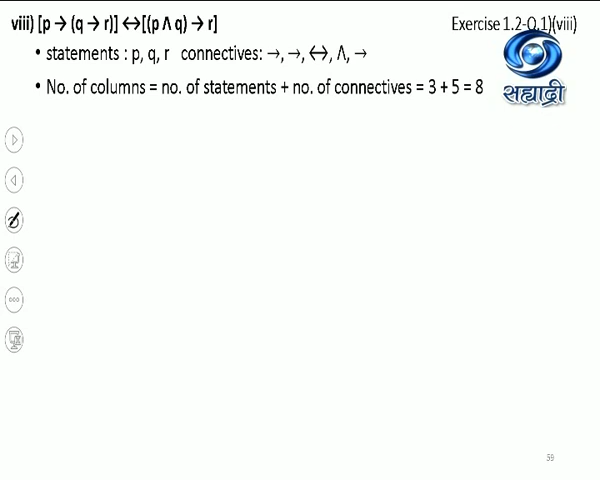 viii) [p → (q → r)] ↔ [(p ∧ q) → r] Exercise 1.2-Q.1)(viii)
• statements : p, q, r connectives: →, →, ↔, ∧, →
• No. of columns = no. of statements + no. of connectives = 3 + 5 = 8
सह्याद्री
59